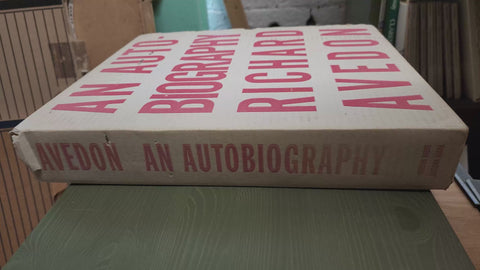 AN AUTO-
BIOGRAPHY
RICHARD
AVEDON
AVEDON AN AUTOBIOGRAPHY